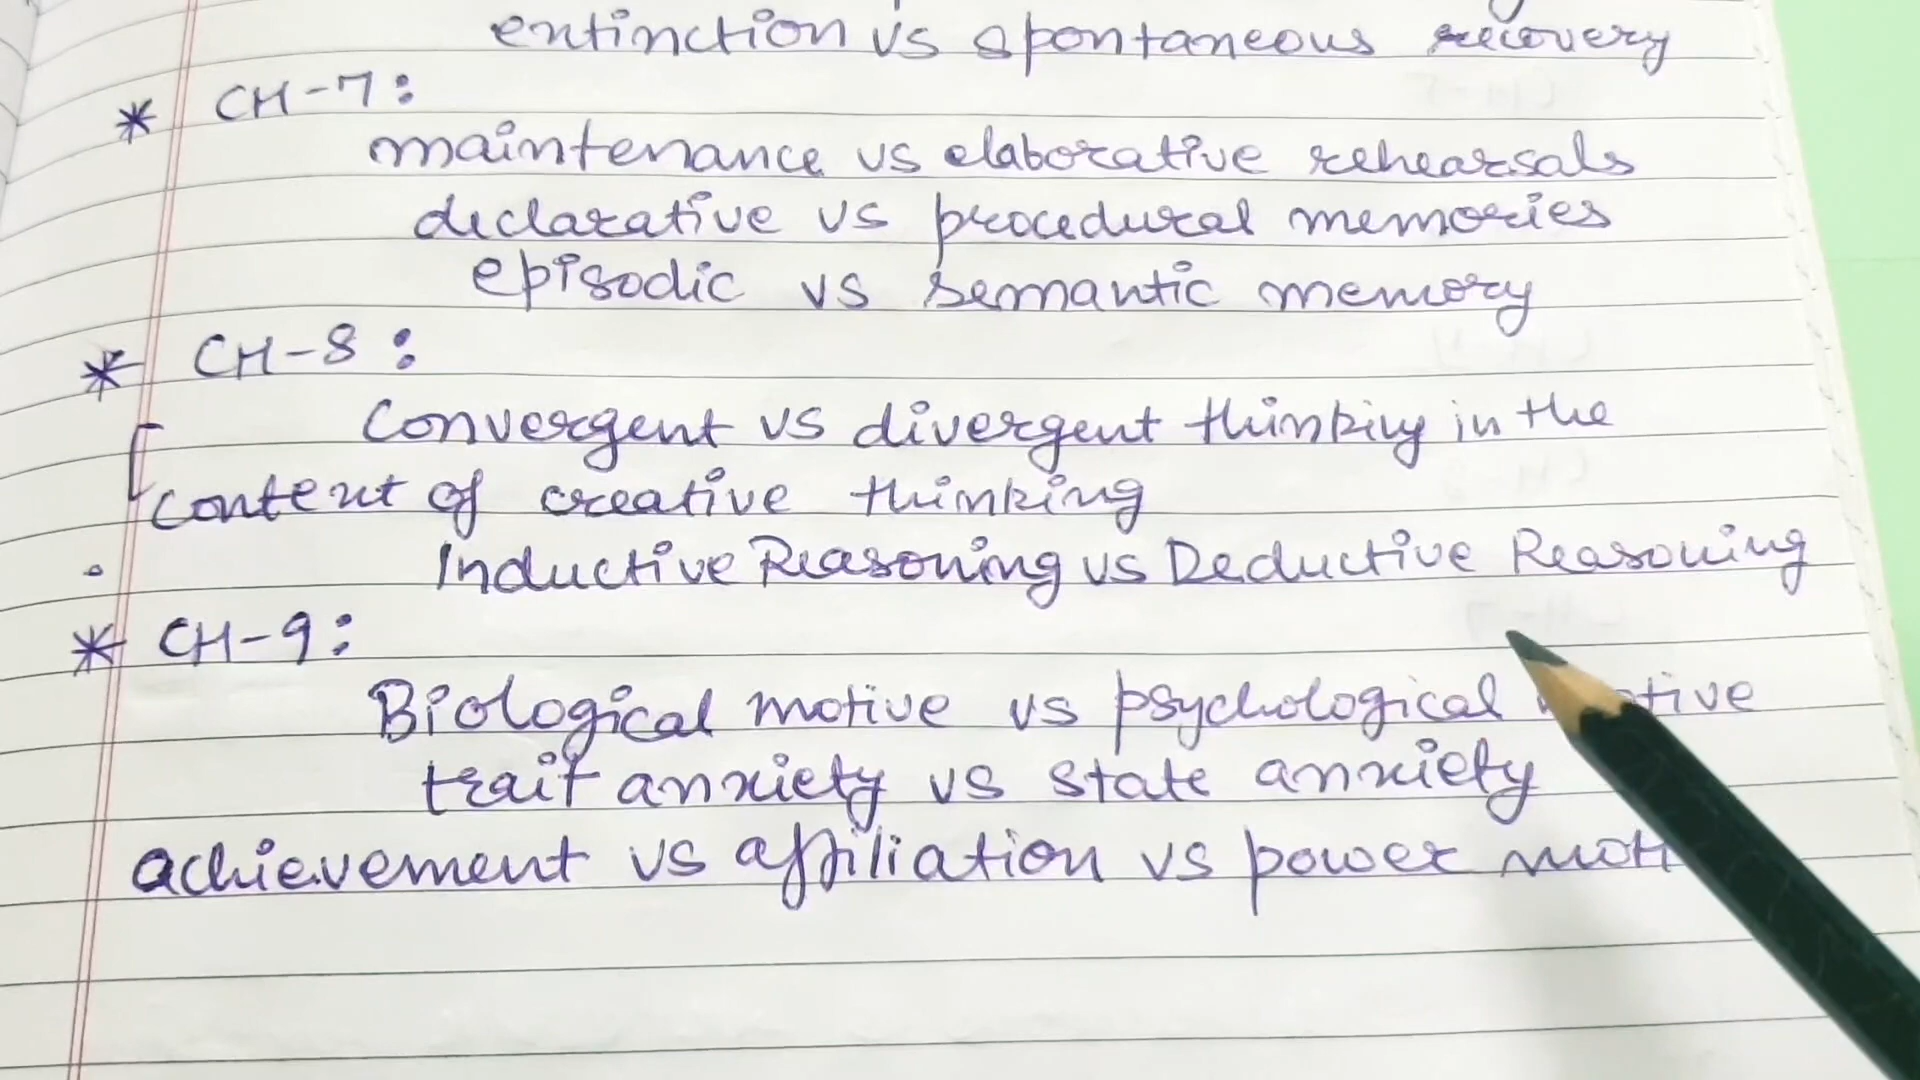 extinction vs spontaneous recovery
* CH-7:
maintenance vs elaborative rehearsals
declarative vs procedural memories
episodic vs semantic memory
* CH-8:
Convergent vs divergent thinking in the
context of creative thinking
Inductive Reasoning vs Deductive Reasoning
* CH-9:
Biological motive vs psychological
trait anxiety vs state anxiety
achievement vs affiliation vs power